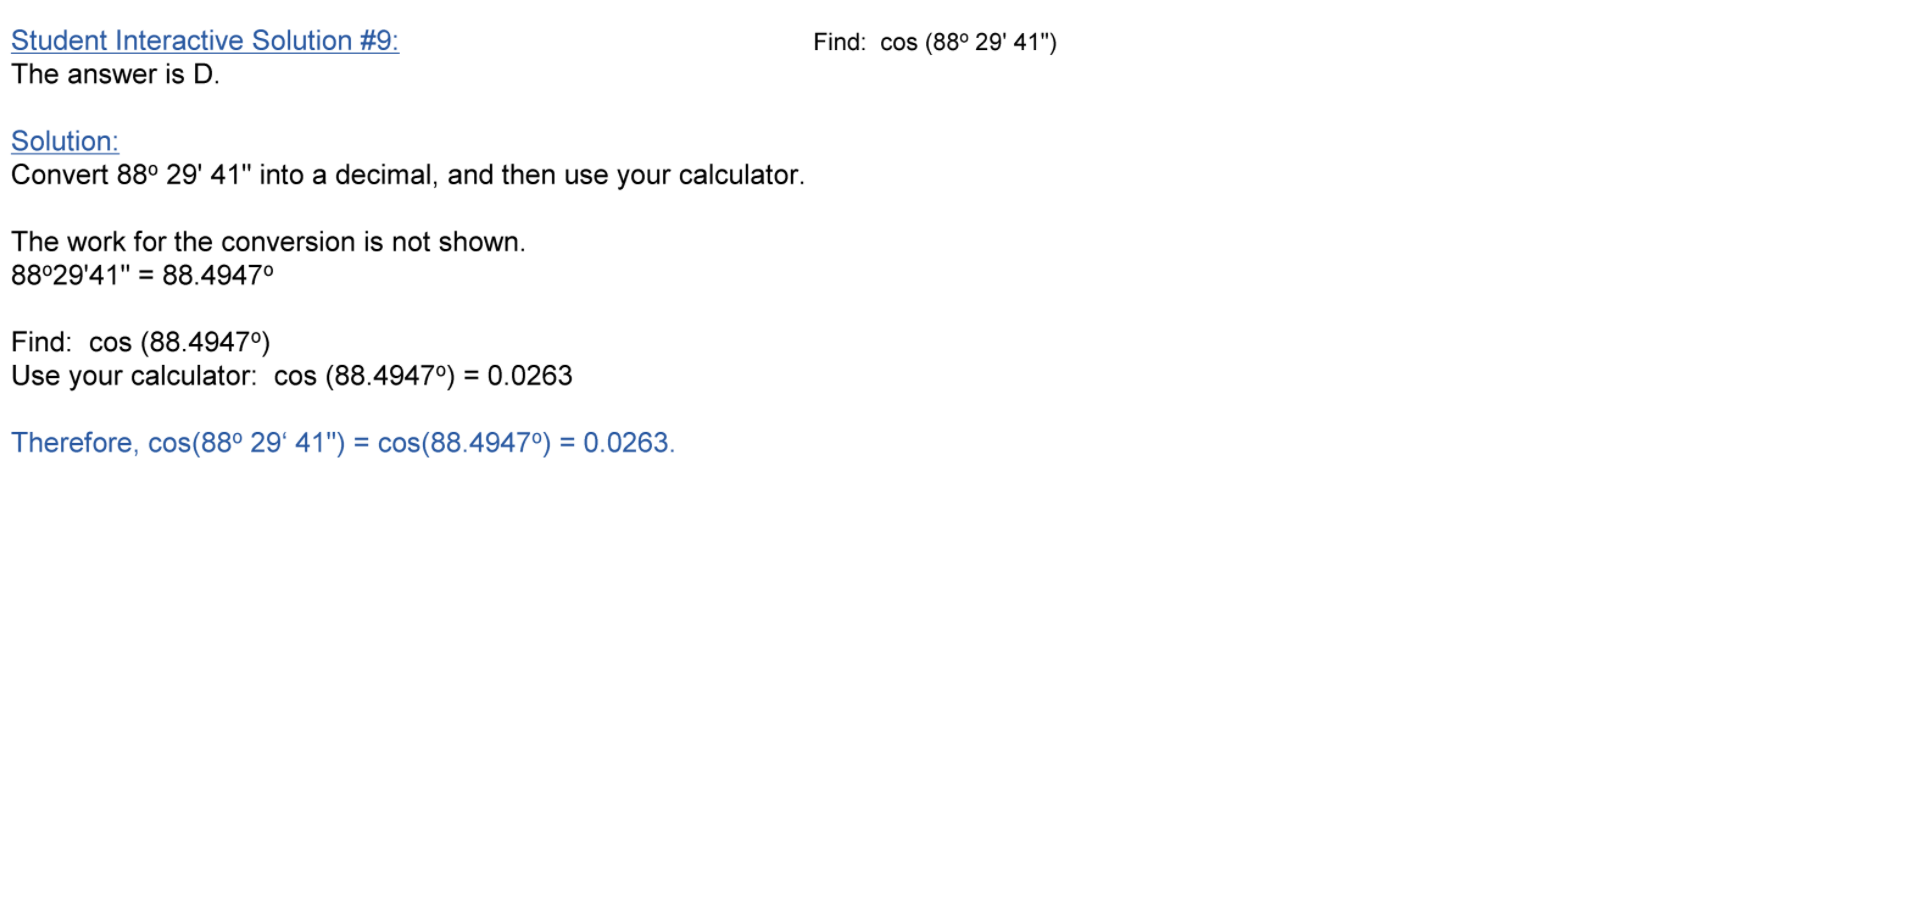 Student Interactive Solution #9:
Find:  cos (88º 29' 41")
The answer is D.
Solution:
Convert 88º 29' 41" into a decimal, and then use your calculator.
The work for the conversion is not shown.
88º29'41" = 88.4947º
Find:  cos (88.4947º)
Use your calculator:  cos (88.4947º) = 0.0263
Therefore, cos(88º 29‘ 41") = cos(88.4947º) = 0.0263.